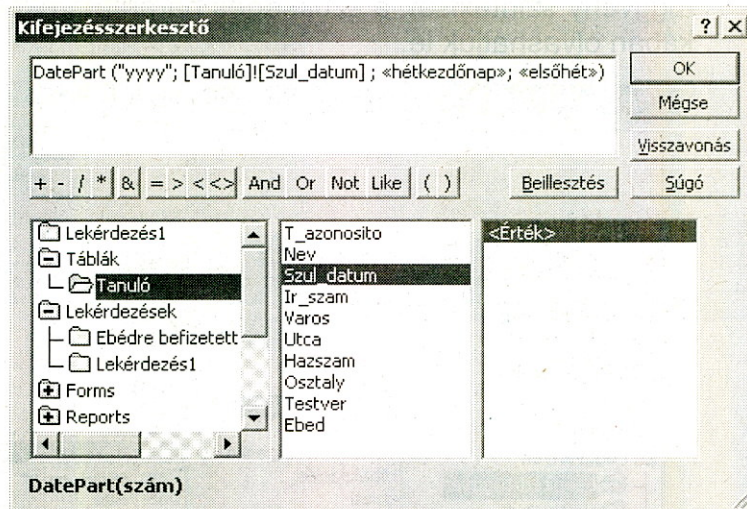 Kifejezésszerkesztő
DatePart ("yyyy"; [Tanuló]![Szul_datum] ; «hétkezdőnap»; «elsőhét»)
OK
Mégse
Visszavonás
+ - / * & = > < <> And Or Not Like ( )
Beillesztés
Súgó
Lekérdezés1
Táblák
Tanuló
Lekérdezések
Ebédre befizetett
Lekérdezés1
Forms
Reports
T_azonosito
Nev
Szul_datum
Ir_szam
Varos
Utca
Hazszam
Osztaly
Testver
Ebed
<Érték>
DatePart(szám)